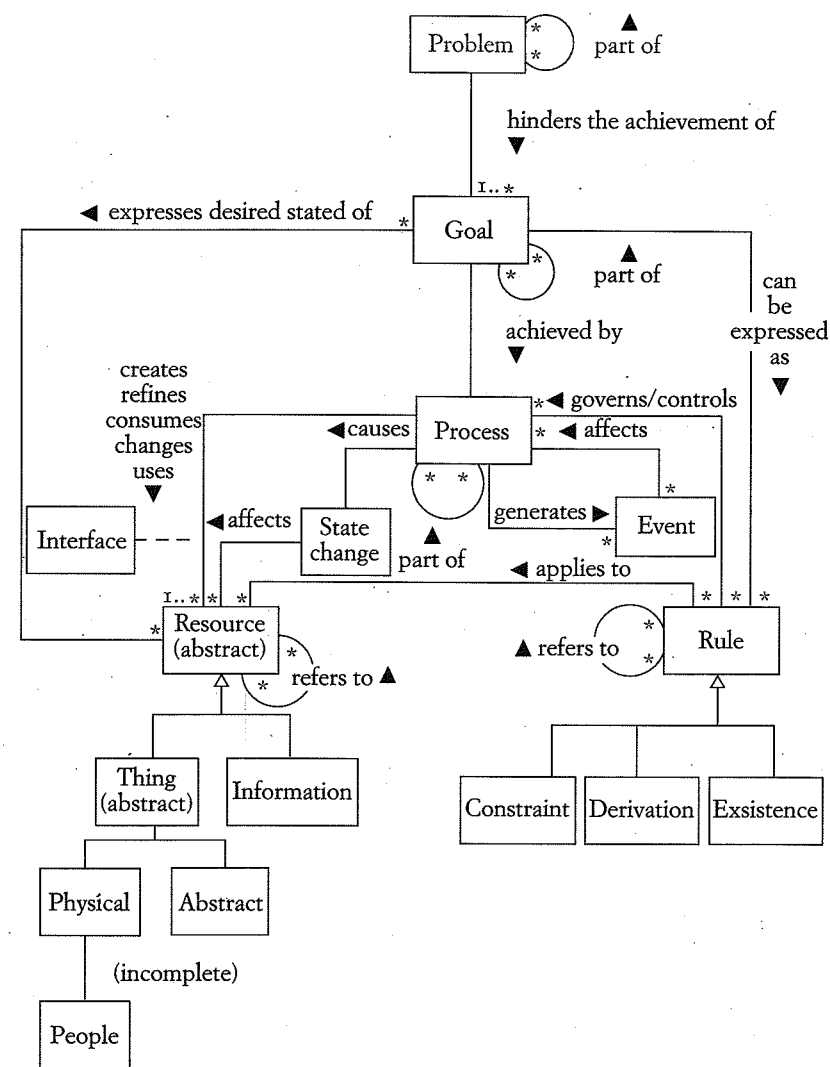 Problem
*
*
▲
part of
hinders the achievement of
▼
I..*
◀ expresses desired stated of
*
Goal
*
*
▲
part of
can
be
expressed
as
▼
achieved by
▼
creates
refines
consumes
changes
uses
▼
◀ causes
Process
* ◀ governs/controls
* ◀ affects
* *
▲
part of
generates ▶
*
*
Event
Interface
◀ affects
State
change
◀ applies to
I..* * *
*
Resource
(abstract)
*
*
refers to ▲
▲ refers to
*
*
* * *
Rule
Thing
(abstract)
Information
Constraint
Derivation
Exsistence
Physical
Abstract
(incomplete)
People